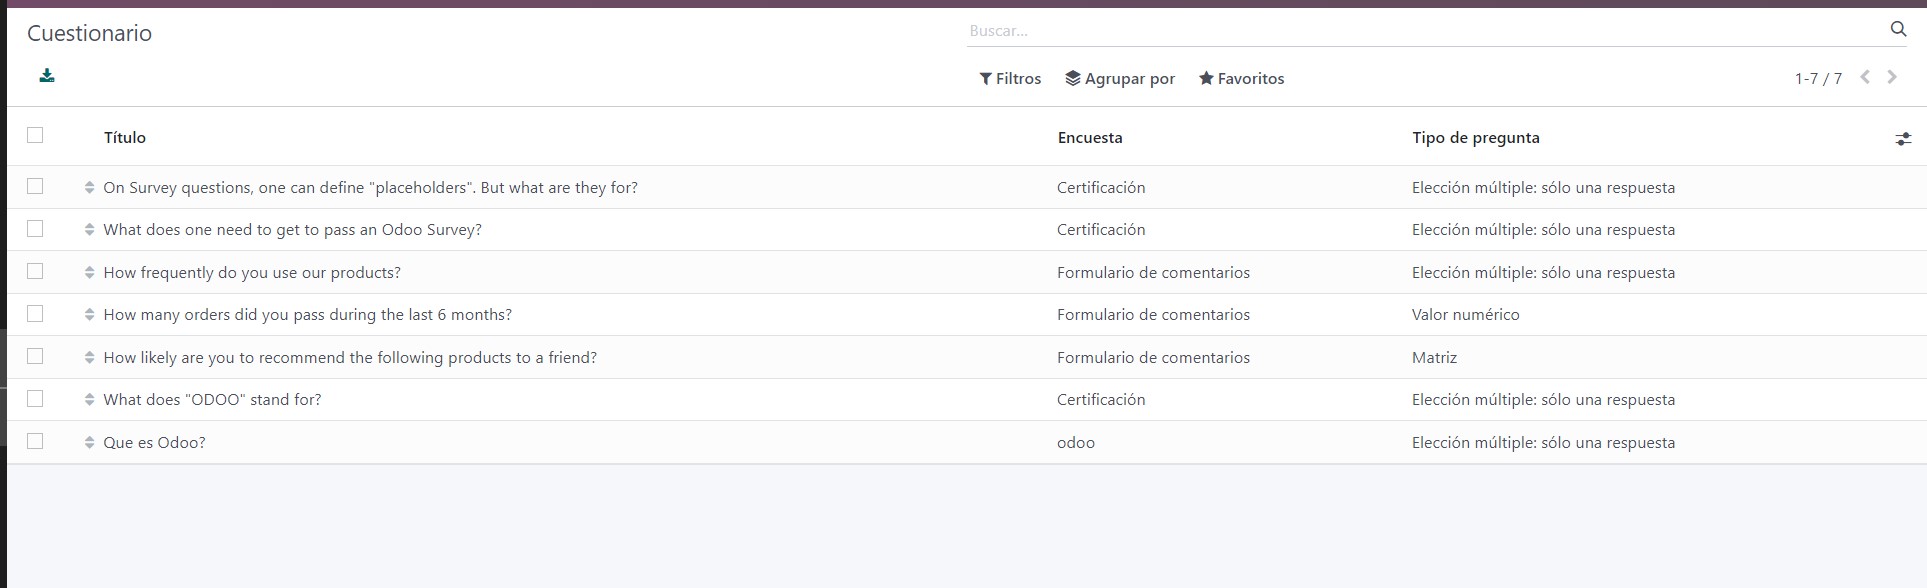 Cuestionario
Buscar...
Filtros Agrupar por Favoritos 1-7 / 7
Título Encuesta Tipo de pregunta
On Survey questions, one can define "placeholders". But what are they for? Certificación Elección múltiple: sólo una respuesta
What does one need to get to pass an Odoo Survey? Certificación Elección múltiple: sólo una respuesta
How frequently do you use our products? Formulario de comentarios Elección múltiple: sólo una respuesta
How many orders did you pass during the last 6 months? Formulario de comentarios Valor numérico
How likely are you to recommend the following products to a friend? Formulario de comentarios Matriz
What does "ODOO" stand for? Certificación Elección múltiple: sólo una respuesta
Que es Odoo? odoo Elección múltiple: sólo una respuesta